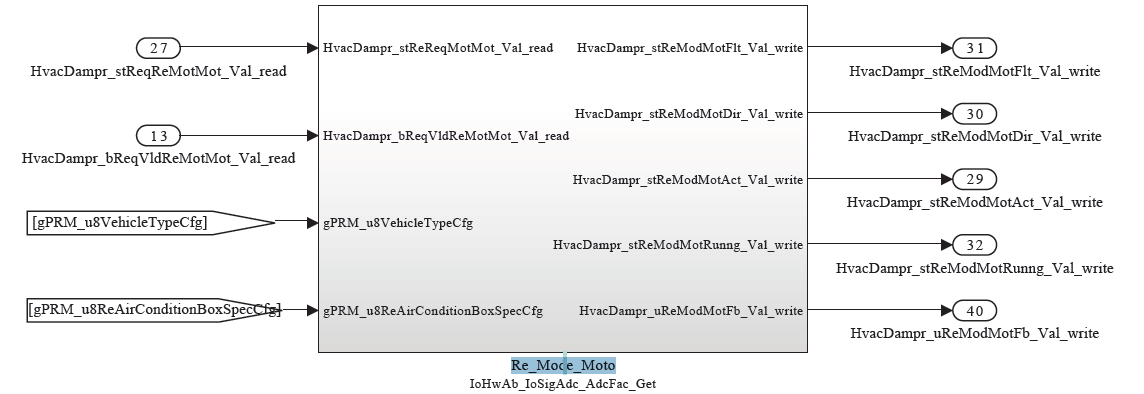 27
HvacDampr_stReqReMotMot_Val_read
HvacDampr_stReReqMotMot_Val_read
HvacDampr_stReModMotFlt_Val_write
31
HvacDampr_stReModMotFlt_Val_write
13
HvacDampr_bReqVldReMotMot_Val_read
HvacDampr_bReqVldReMotMot_Val_read
HvacDampr_stReModMotDir_Val_write
30
HvacDampr_stReModMotDir_Val_write
HvacDampr_stReModMotAct_Val_write
29
HvacDampr_stReModMotAct_Val_write
[gPRM_u8VehicleTypeCfg]
gPRM_u8VehicleTypeCfg
HvacDampr_stReModMotRunng_Val_write
32
HvacDampr_stReModMotRunng_Val_write
[gPRM_u8ReAirConditionBoxSpecCfg]
gPRM_u8ReAirConditionBoxSpecCfg
HvacDampr_uReModMotFb_Val_write
40
HvacDampr_uReModMotFb_Val_write
Re_Mode_Moto
IoHwAb_IoSigAdc_AdcFac_Get